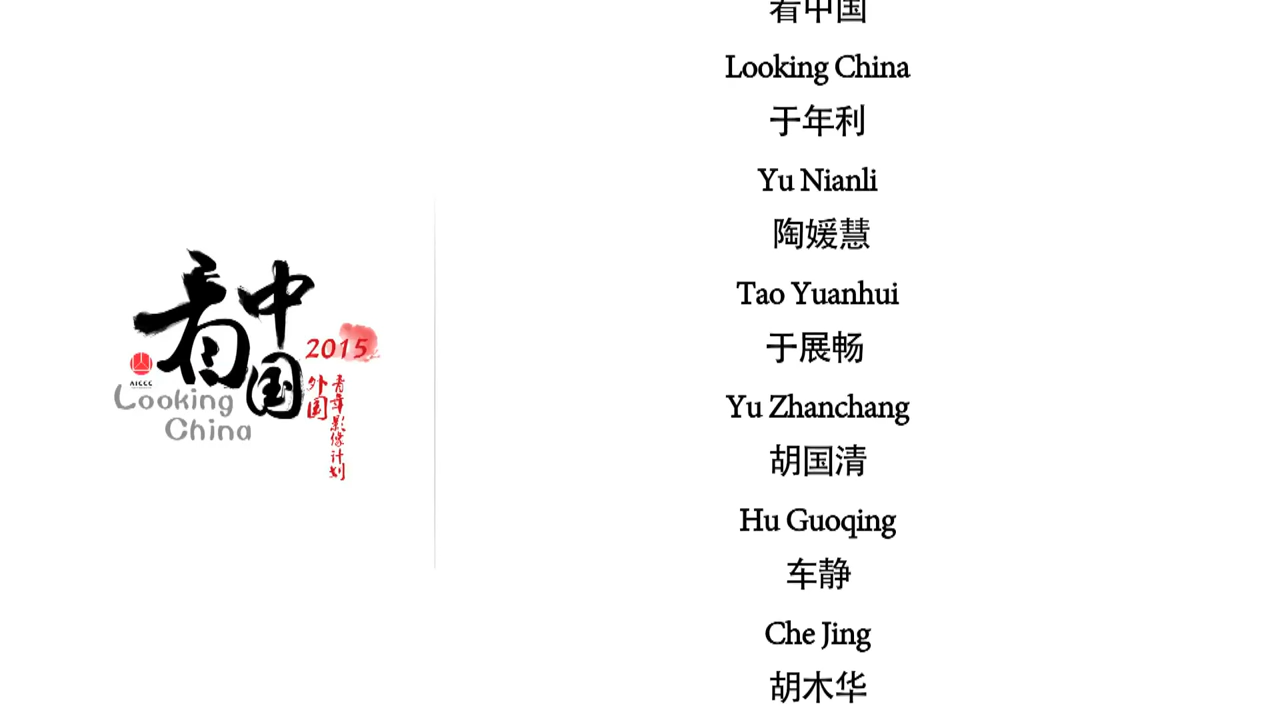 看中国
2015
AICCC
Looking
China
外国
青年影像计划
看中国
Looking China
于年利
Yu Nianli
陶媛慧
Tao Yuanhui
于展畅
Yu Zhanchang
胡国清
Hu Guoqing
车静
Che Jing
胡木华